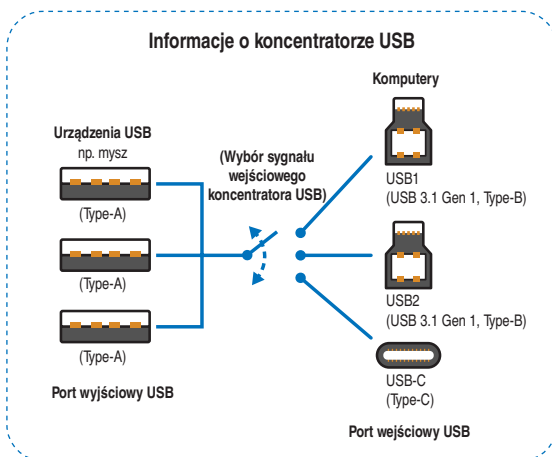 Informacje o koncentratorze USB
Urządzenia USB
np. mysz
(Type-A)
(Type-A)
(Type-A)
Port wyjściowy USB
(Wybór sygnału
wejściowego
koncentratora USB)
Komputery
USB1
(USB 3.1 Gen 1, Type-B)
USB2
(USB 3.1 Gen 1, Type-B)
USB-C
(Type-C)
Port wejściowy USB